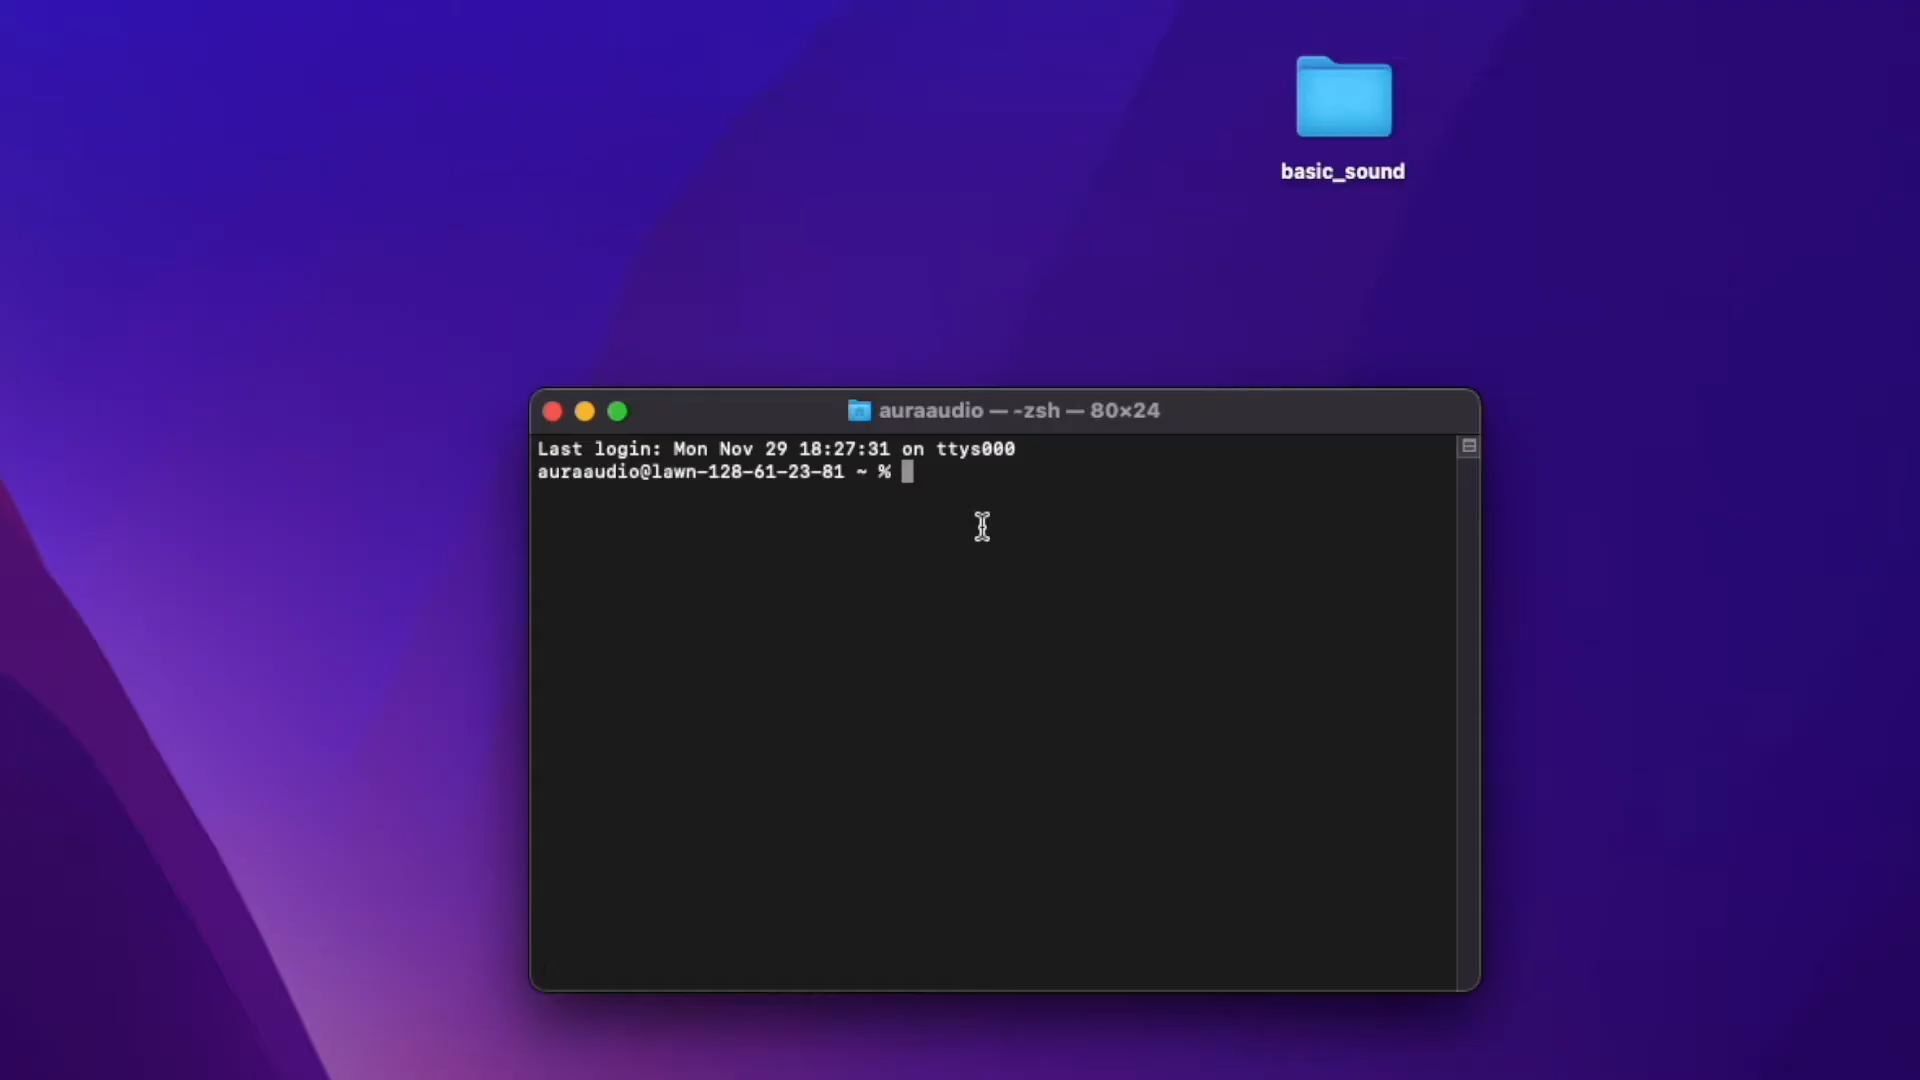 basic_sound
auraaudio — -zsh — 80×24
Last login: Mon Nov 29 18:27:31 on ttys000
auraaudio@lawn-128-61-23-81 ~ %